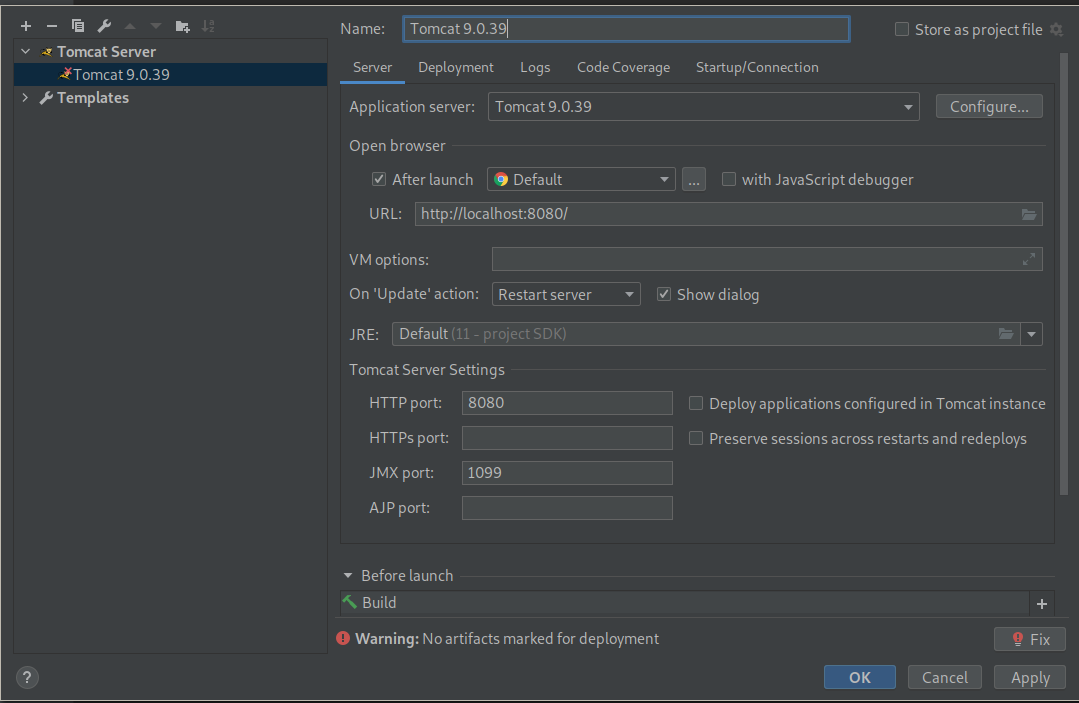 Name: Tomcat 9.0.39 Store as project file
Tomcat Server
Tomcat 9.0.39
Templates
Server Deployment Logs Code Coverage Startup/Connection
Application server: Tomcat 9.0.39 Configure...
Open browser
After launch Default ... with JavaScript debugger
URL: http://localhost:8080/
VM options:
On 'Update' action: Restart server Show dialog
JRE: Default (11 - project SDK)
Tomcat Server Settings
HTTP port: 8080 Deploy applications configured in Tomcat instance
HTTPs port: Preserve sessions across restarts and redeploys
JMX port: 1099
AJP port:
Before launch
Build
Warning: No artifacts marked for deployment Fix
? OK Cancel Apply